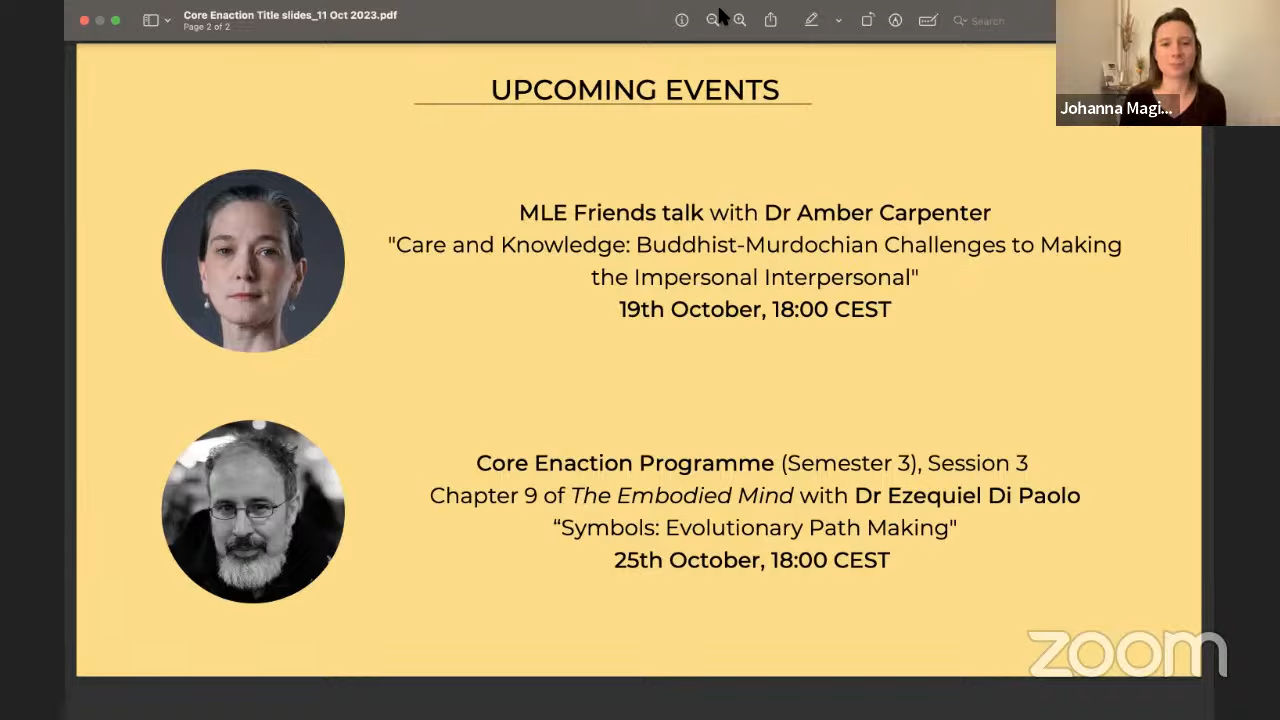 Core Enaction Title slides_11 Oct 2023.pdf
Page 2 of 2
Search
Johanna Magi...
UPCOMING EVENTS
MLE Friends talk with Dr Amber Carpenter
"Care and Knowledge: Buddhist-Murdochian Challenges to Making
the Impersonal Interpersonal"
19th October, 18:00 CEST
Core Enaction Programme (Semester 3), Session 3
Chapter 9 of The Embodied Mind with Dr Ezequiel Di Paolo
“Symbols: Evolutionary Path Making"
25th October, 18:00 CEST
zoom